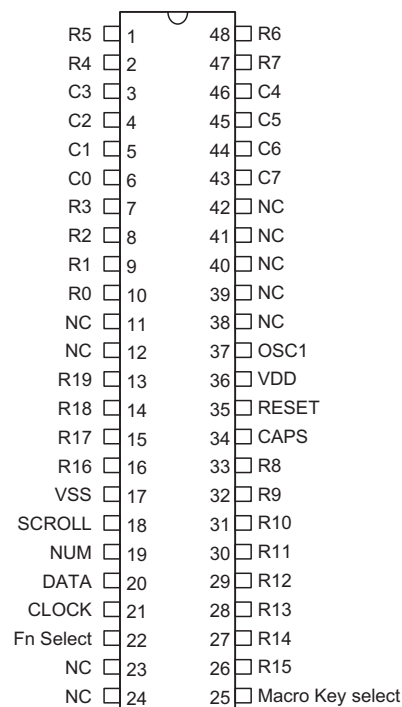 R5 1 48 R6
R4 2 47 R7
C3 3 46 C4
C2 4 45 C5
C1 5 44 C6
C0 6 43 C7
R3 7 42 NC
R2 8 41 NC
R1 9 40 NC
R0 10 39 NC
NC 11 38 NC
NC 12 37 OSC1
R19 13 36 VDD
R18 14 35 RESET
R17 15 34 CAPS
R16 16 33 R8
VSS 17 32 R9
SCROLL 18 31 R10
NUM 19 30 R11
DATA 20 29 R12
CLOCK 21 28 R13
Fn Select 22 27 R14
NC 23 26 R15
NC 24 25 Macro Key select